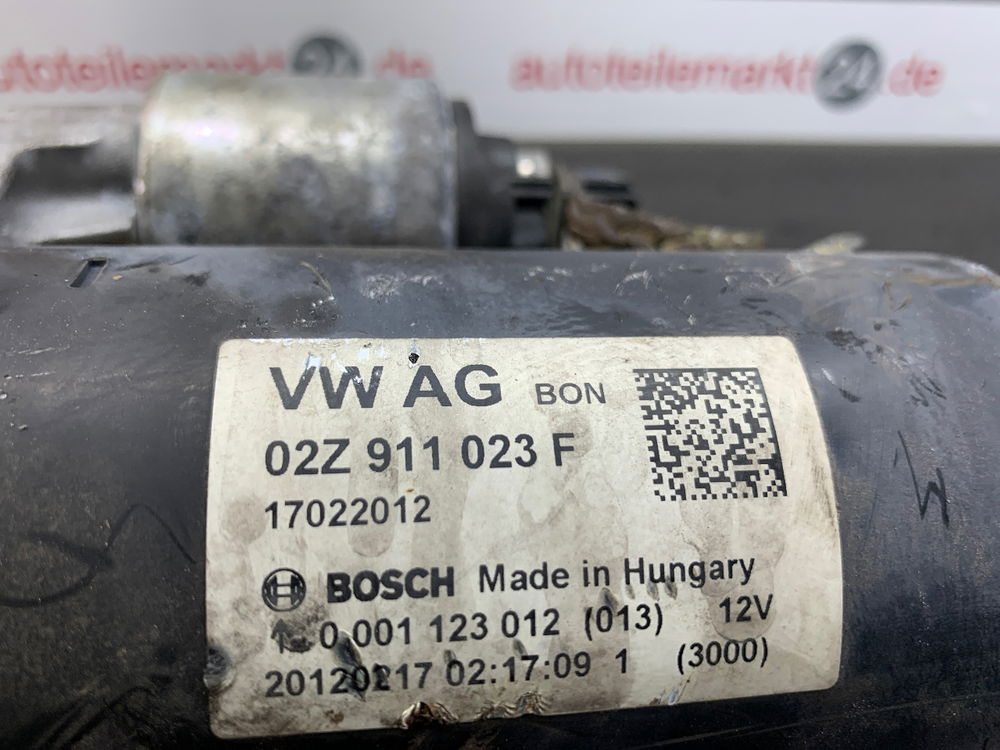 autoteilemarkt24.de
autoteilemarkt24.de
VW AG BON
02Z 911 023 F
17022012
BOSCH Made in Hungary
0 001 123 012 (013) 12V
20120217 02:17:09 1 (3000)